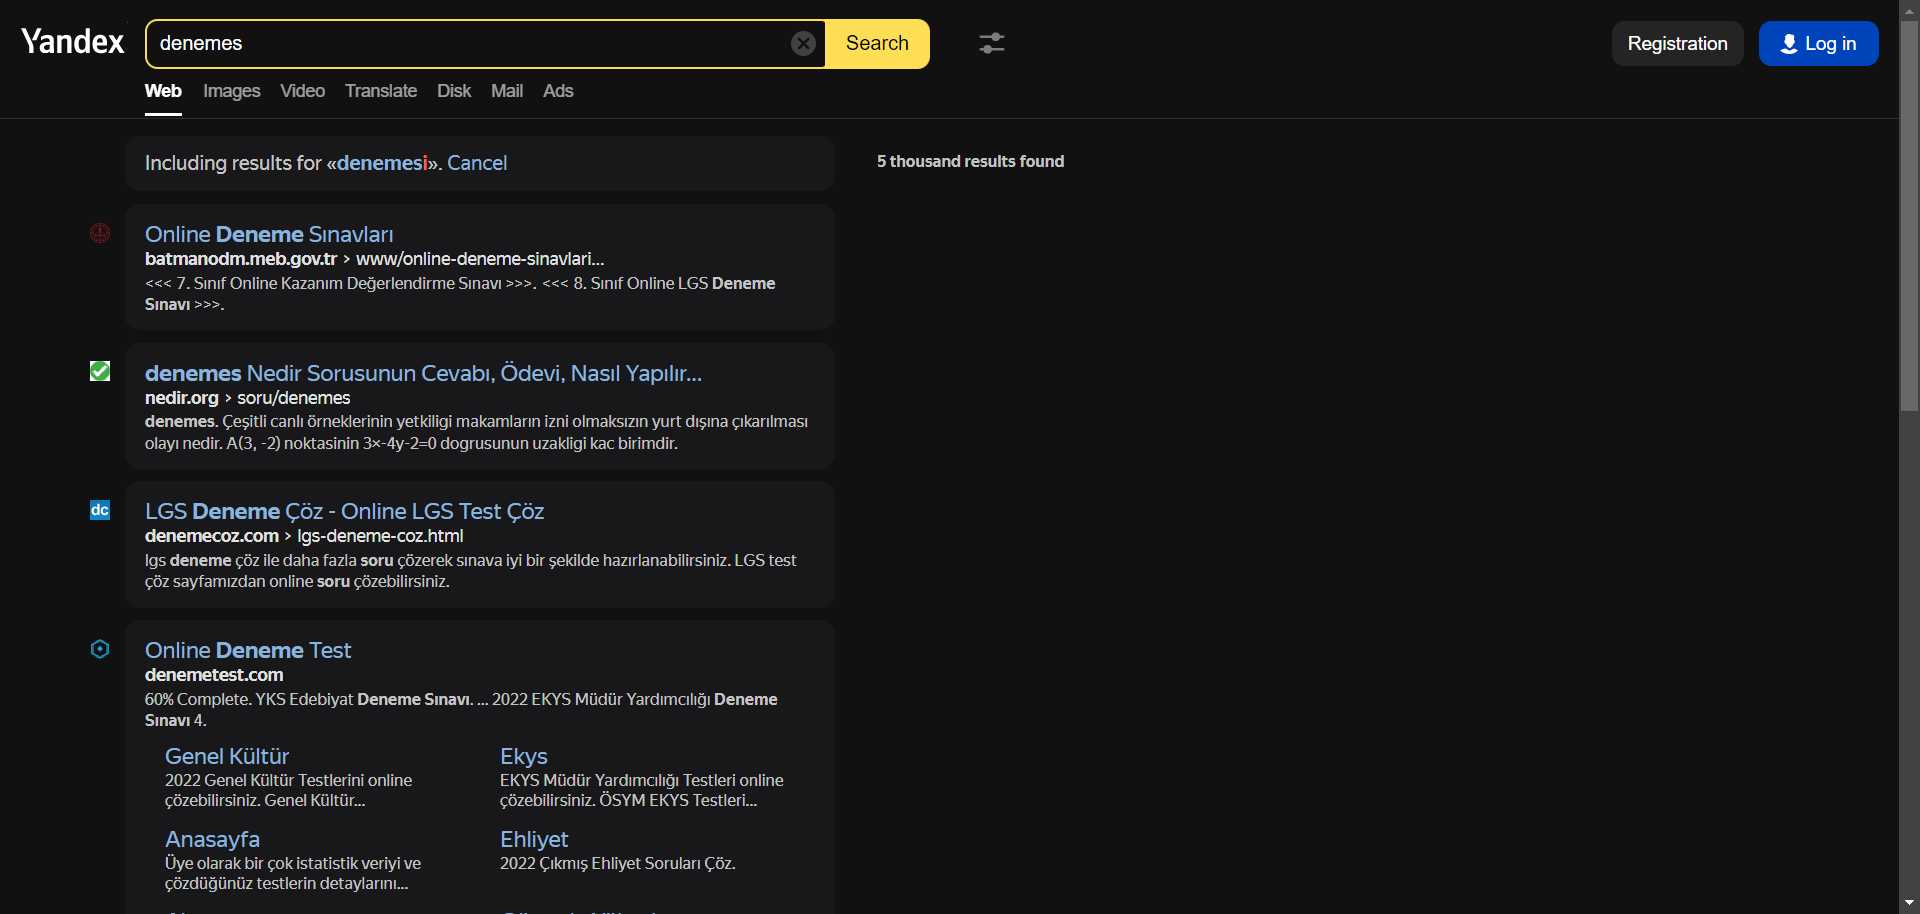 Yandex
denemes
Search
Registration
Log in
Web Images Video Translate Disk Mail Ads
Including results for «denemesi». Cancel
5 thousand results found
Online Deneme Sınavları
batmanodm.meb.gov.tr › www/online-deneme-sinavlari...
<<< 7. Sınıf Online Kazanım Değerlendirme Sınavı >>>. <<< 8. Sınıf Online LGS Deneme
Sınavı >>>.
denemes Nedir Sorusunun Cevabı, Ödevi, Nasıl Yapılır...
nedir.org › soru/denemes
denemes. Çeşitli canlı örneklerinin yetkiligi makamların izni olmaksızın yurt dışına çıkarılması
olayı nedir. A(3, -2) noktasinin 3×-4y-2=0 dogrusunun uzakligi kac birimdir.
dc
LGS Deneme Çöz - Online LGS Test Çöz
denemecoz.com › lgs-deneme-coz.html
lgs deneme çöz ile daha fazla soru çözerek sınava iyi bir şekilde hazırlanabilirsiniz. LGS test
çöz sayfamızdan online soru çözebilirsiniz.
Online Deneme Test
denemetest.com
60% Complete. YKS Edebiyat Deneme Sınavı. ... 2022 EKYS Müdür Yardımcılığı Deneme
Sınavı 4.
Genel Kültür
2022 Genel Kültür Testlerini online
çözebilirsiniz. Genel Kültür...
Ekys
EKYS Müdür Yardımcılığı Testleri online
çözebilirsiniz. ÖSYM EKYS Testleri...
Anasayfa
Üye olarak bir çok istatistik veriyi ve
çözdüğünüz testlerin detaylarını...
Ehliyet
2022 Çıkmış Ehliyet Soruları Çöz.